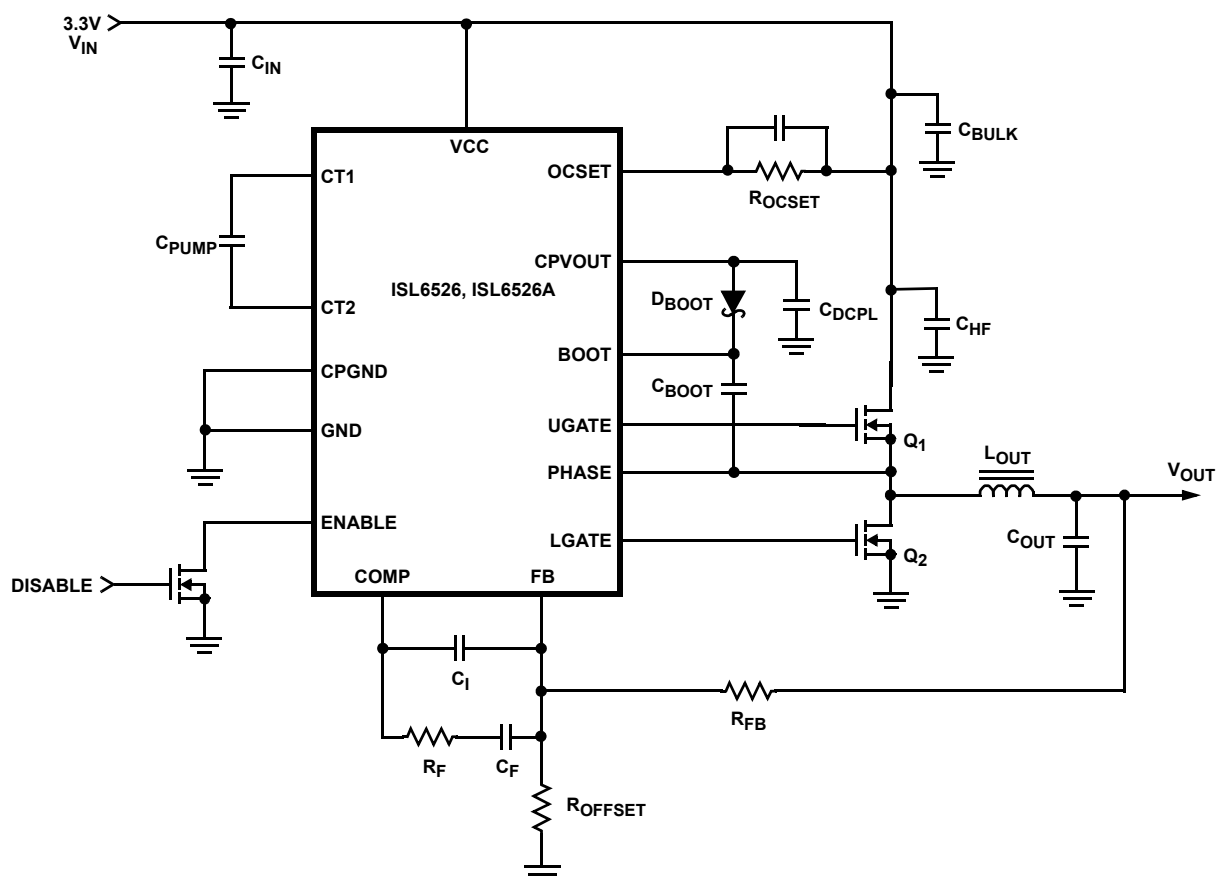 3.3V
VIN
CIN
CBULK
VCC
OCSET
ROCSET
CT1
CPUMP
CT2
CPVOUT
ISL6526, ISL6526A
DBOOT
CDCPL
CHF
BOOT
CBOOT
CPGND
UGATE
GND
Q1
PHASE
LOUT
VOUT
ENABLE
LGATE
COUT
Q2
DISABLE
COMP
FB
CI
RFB
RF
CF
ROFFSET